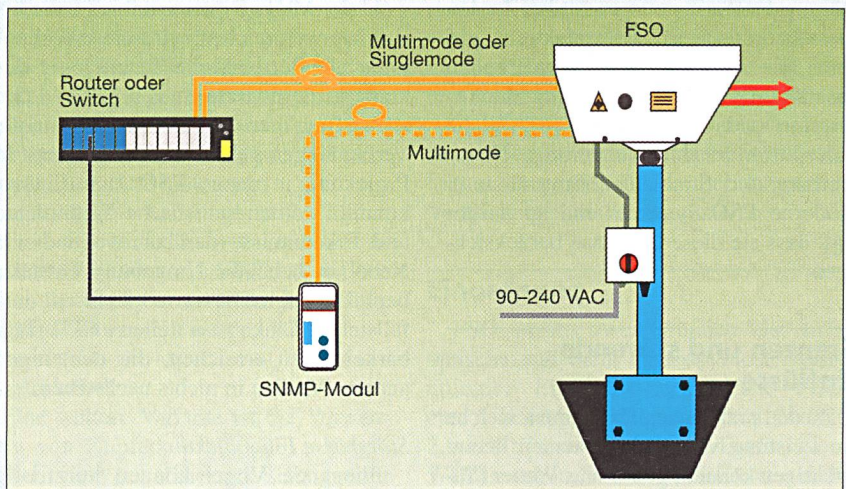 FSO
Multimode oder
Singlemode
Router oder
Switch
Multimode
90–240 VAC
SNMP-Modul